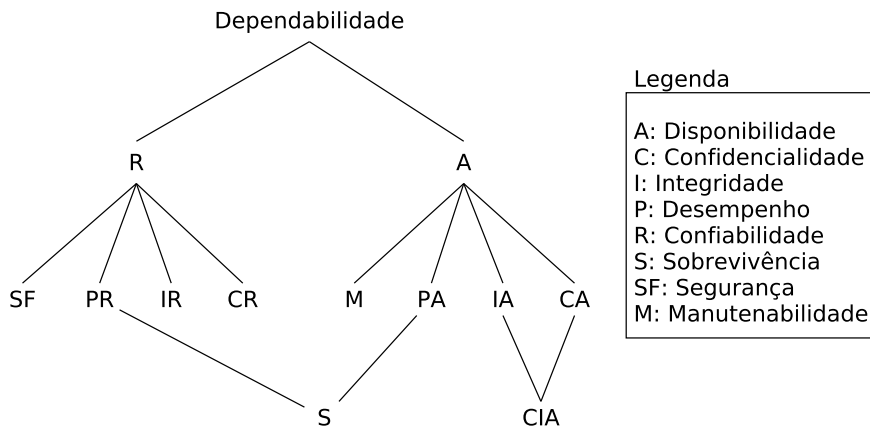 Dependabilidade
R A
SF PR IR CR M PA IA CA
S CIA
Legenda
A: Disponibilidade
C: Confidencialidade
I: Integridade
P: Desempenho
R: Confiabilidade
S: Sobrevivência
SF: Segurança
M: Manutenabilidade